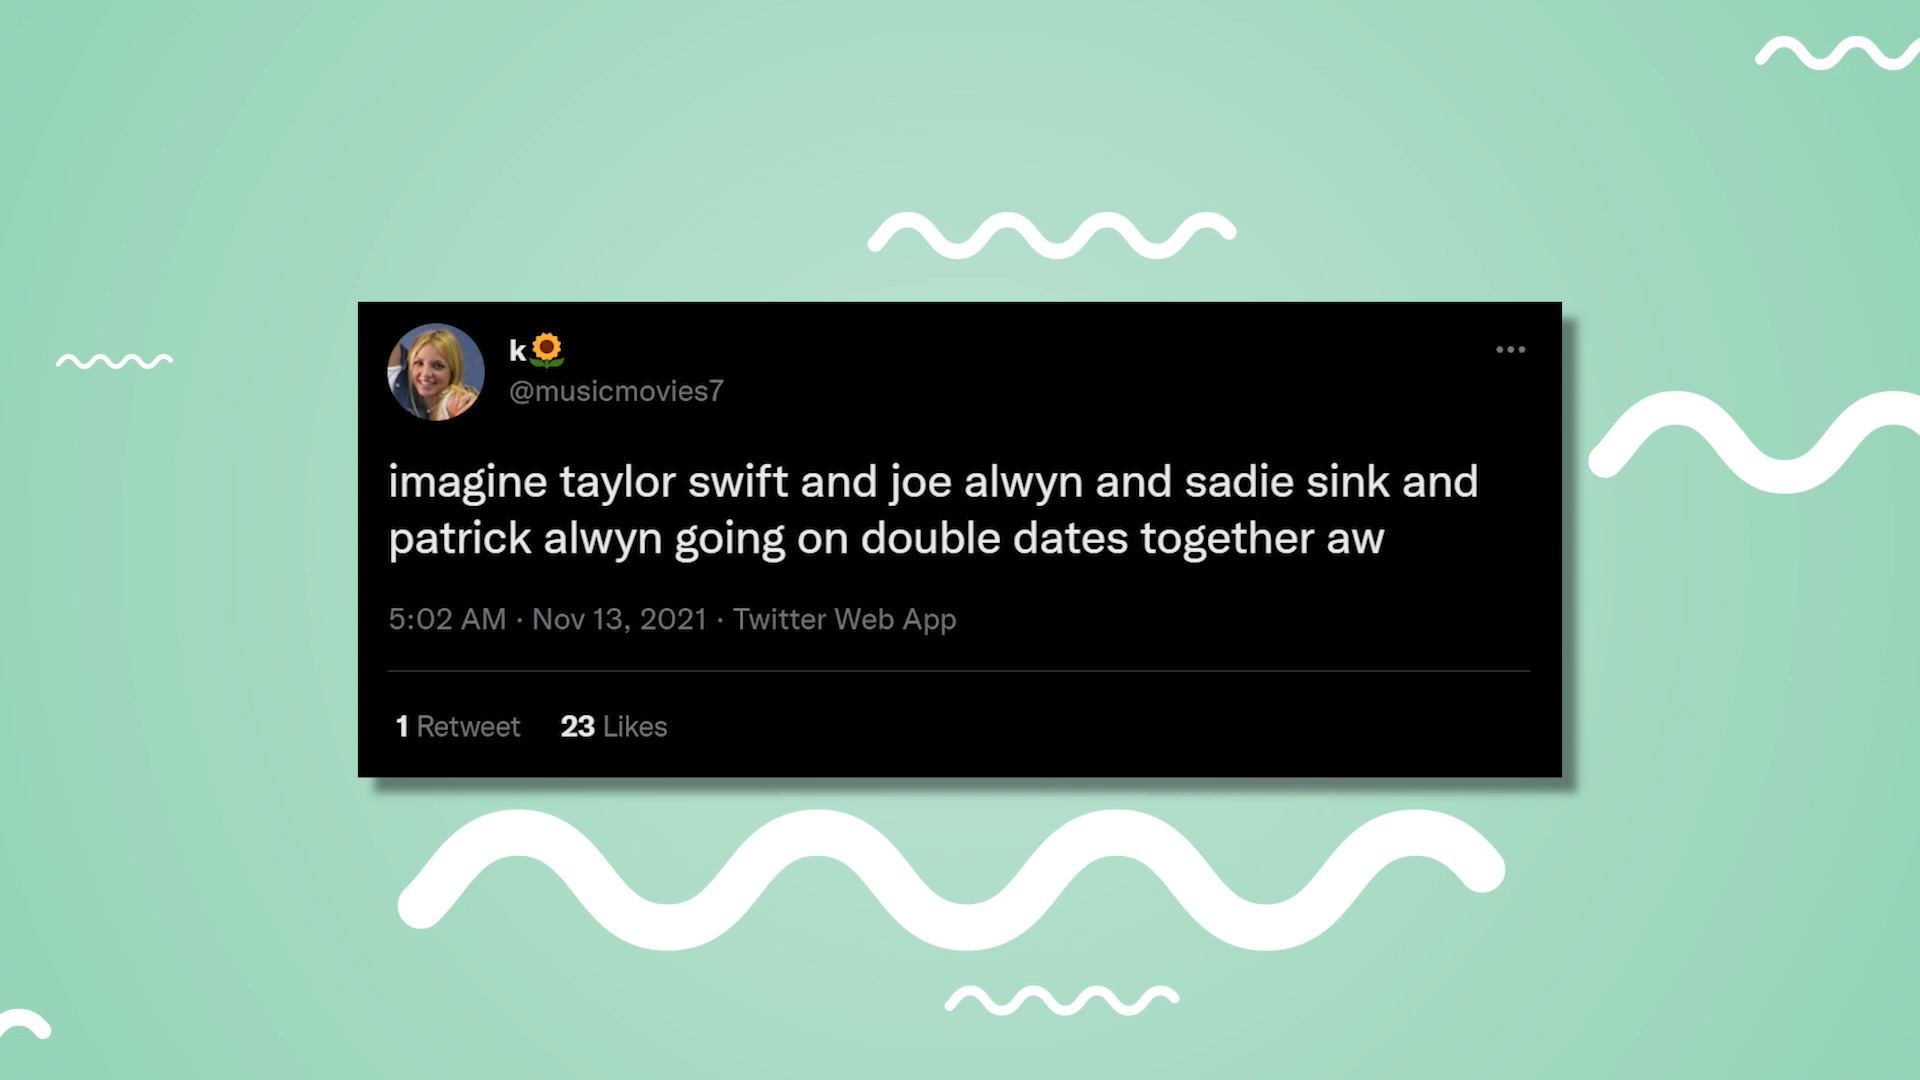 k🌻
@musicmovies7
imagine taylor swift and joe alwyn and sadie sink and
patrick alwyn going on double dates together aw
5:02 AM · Nov 13, 2021 · Twitter Web App
1 Retweet 23 Likes